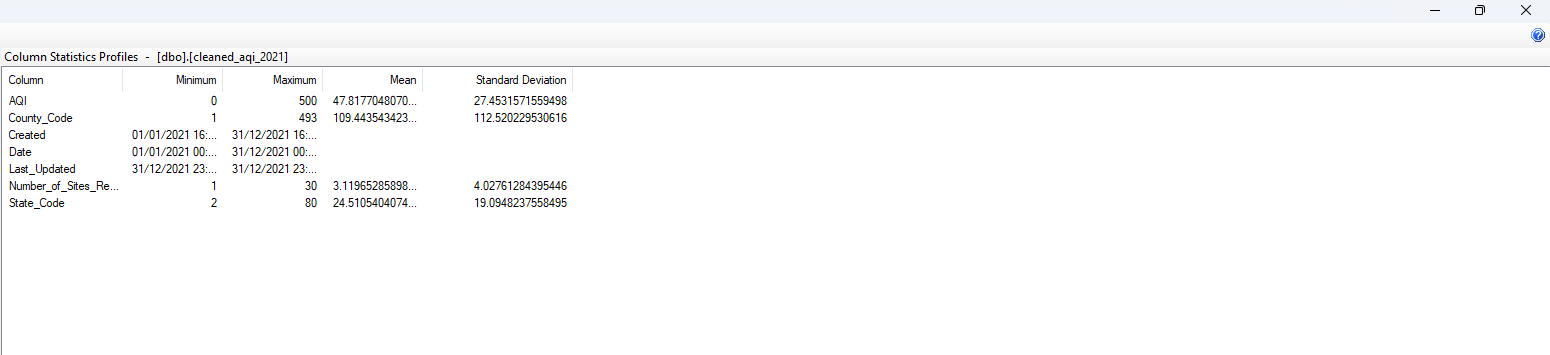 Column Statistics Profiles - [dbo].[cleaned_aqi_2021]
Column Minimum Maximum Mean Standard Deviation
AQI 0 500 47.8177048070... 27.4531571559498
County_Code 1 493 109.443543423... 112.520229530616
Created 01/01/2021 16:... 31/12/2021 16:...
Date 01/01/2021 00:... 31/12/2021 00:...
Last_Updated 31/12/2021 23:... 31/12/2021 23:...
Number_of_Sites_Re... 1 30 3.11965285898... 4.02761284395446
State_Code 2 80 24.5105404074... 19.0948237558495